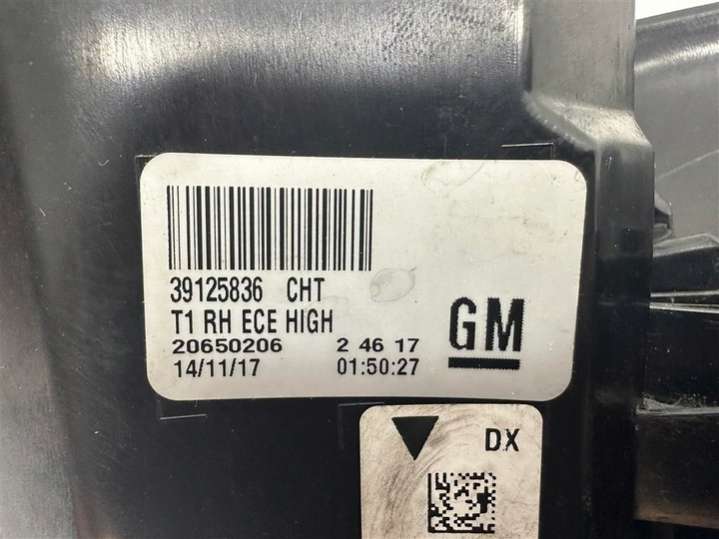 39125836 CHT
T1 RH ECE HIGH
20650206 2 46 17
14/11/17 01:50:27
GM
DX